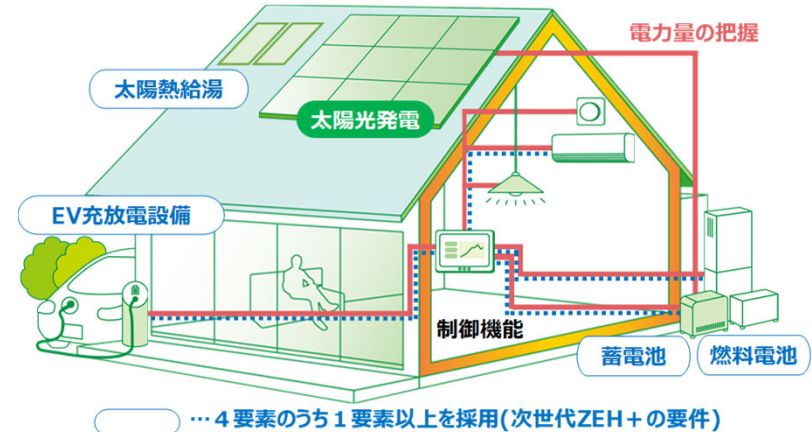 電力量の把握
太陽熱給湯
太陽光発電
EV充放電設備
制御機能
蓄電池
燃料電池
…４要素のうち１要素以上を採用(次世代ZEH＋の要件)